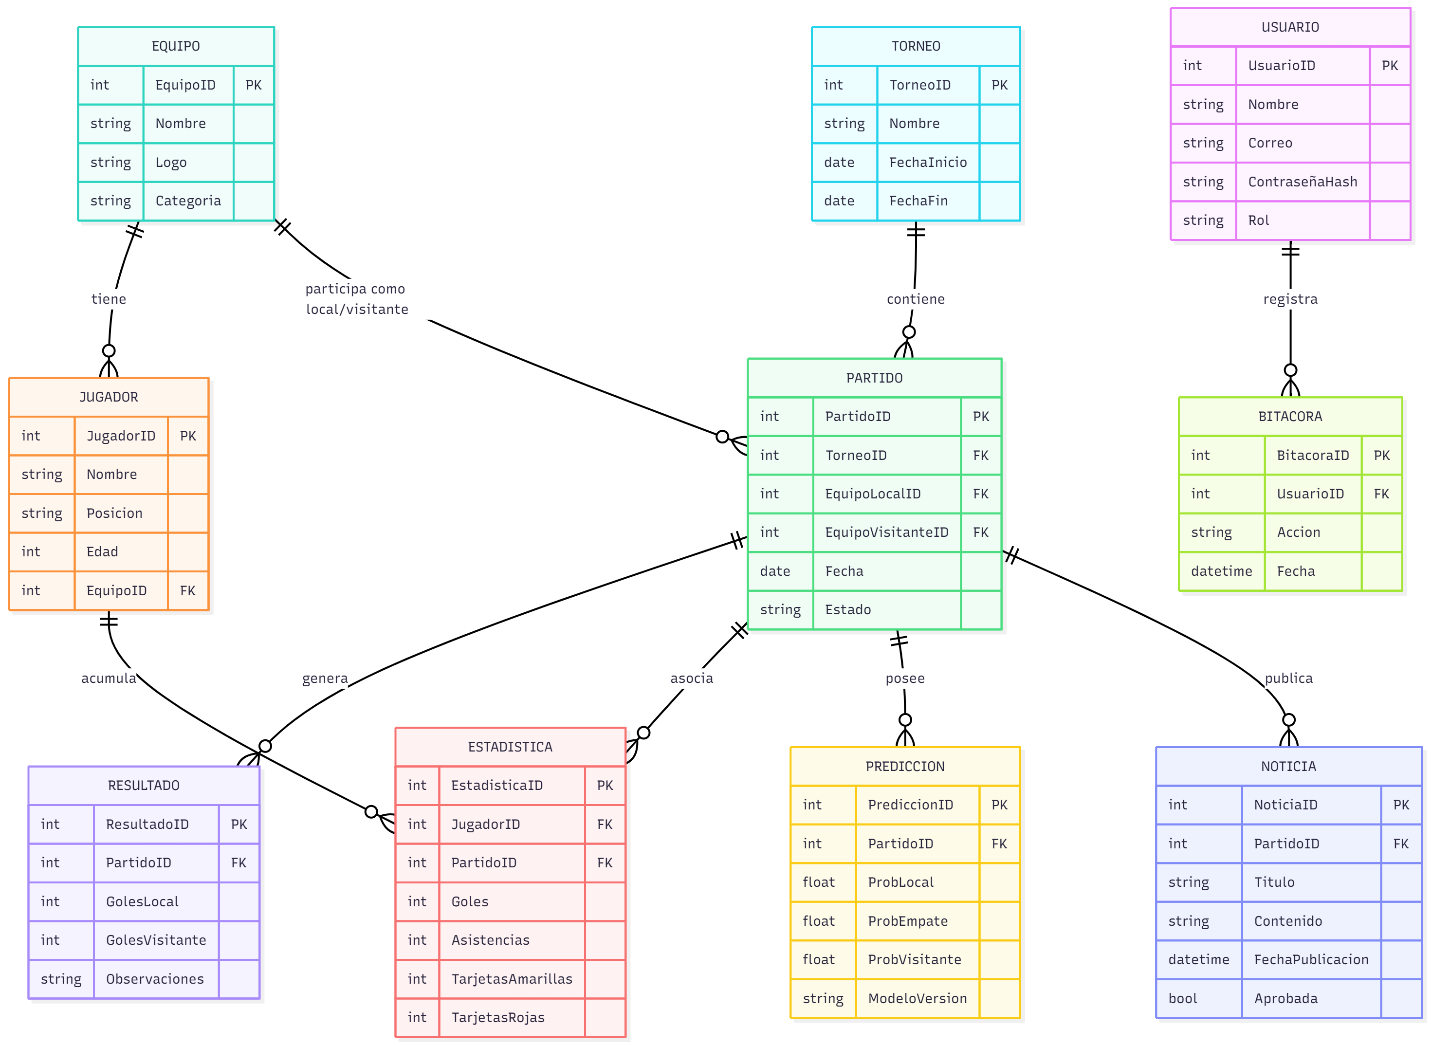 EQUIPO
int EquipoID PK
string Nombre
string Logo
string Categoria
TORNEO
int TorneoID PK
string Nombre
date FechaInicio
date FechaFin
USUARIO
int UsuarioID PK
string Nombre
string Correo
string ContraseñaHash
string Rol
tiene
participa como
local/visitante
contiene
registra
JUGADOR
int JugadorID PK
string Nombre
string Posicion
int Edad
int EquipoID FK
PARTIDO
int PartidoID PK
int TorneoID FK
int EquipoLocalID FK
int EquipoVisitanteID FK
date Fecha
string Estado
BITACORA
int BitacoraID PK
int UsuarioID FK
string Accion
datetime Fecha
acumula
genera
asocia
posee
publica
RESULTADO
int ResultadoID PK
int PartidoID FK
int GolesLocal
int GolesVisitante
string Observaciones
ESTADISTICA
int EstadisticaID PK
int JugadorID FK
int PartidoID FK
int Goles
int Asistencias
int TarjetasAmarillas
int TarjetasRojas
PREDICCION
int PrediccionID PK
int PartidoID FK
float ProbLocal
float ProbEmpate
float ProbVisitante
string ModeloVersion
NOTICIA
int NoticiaID PK
int PartidoID FK
string Titulo
string Contenido
datetime FechaPublicacion
bool Aprobada